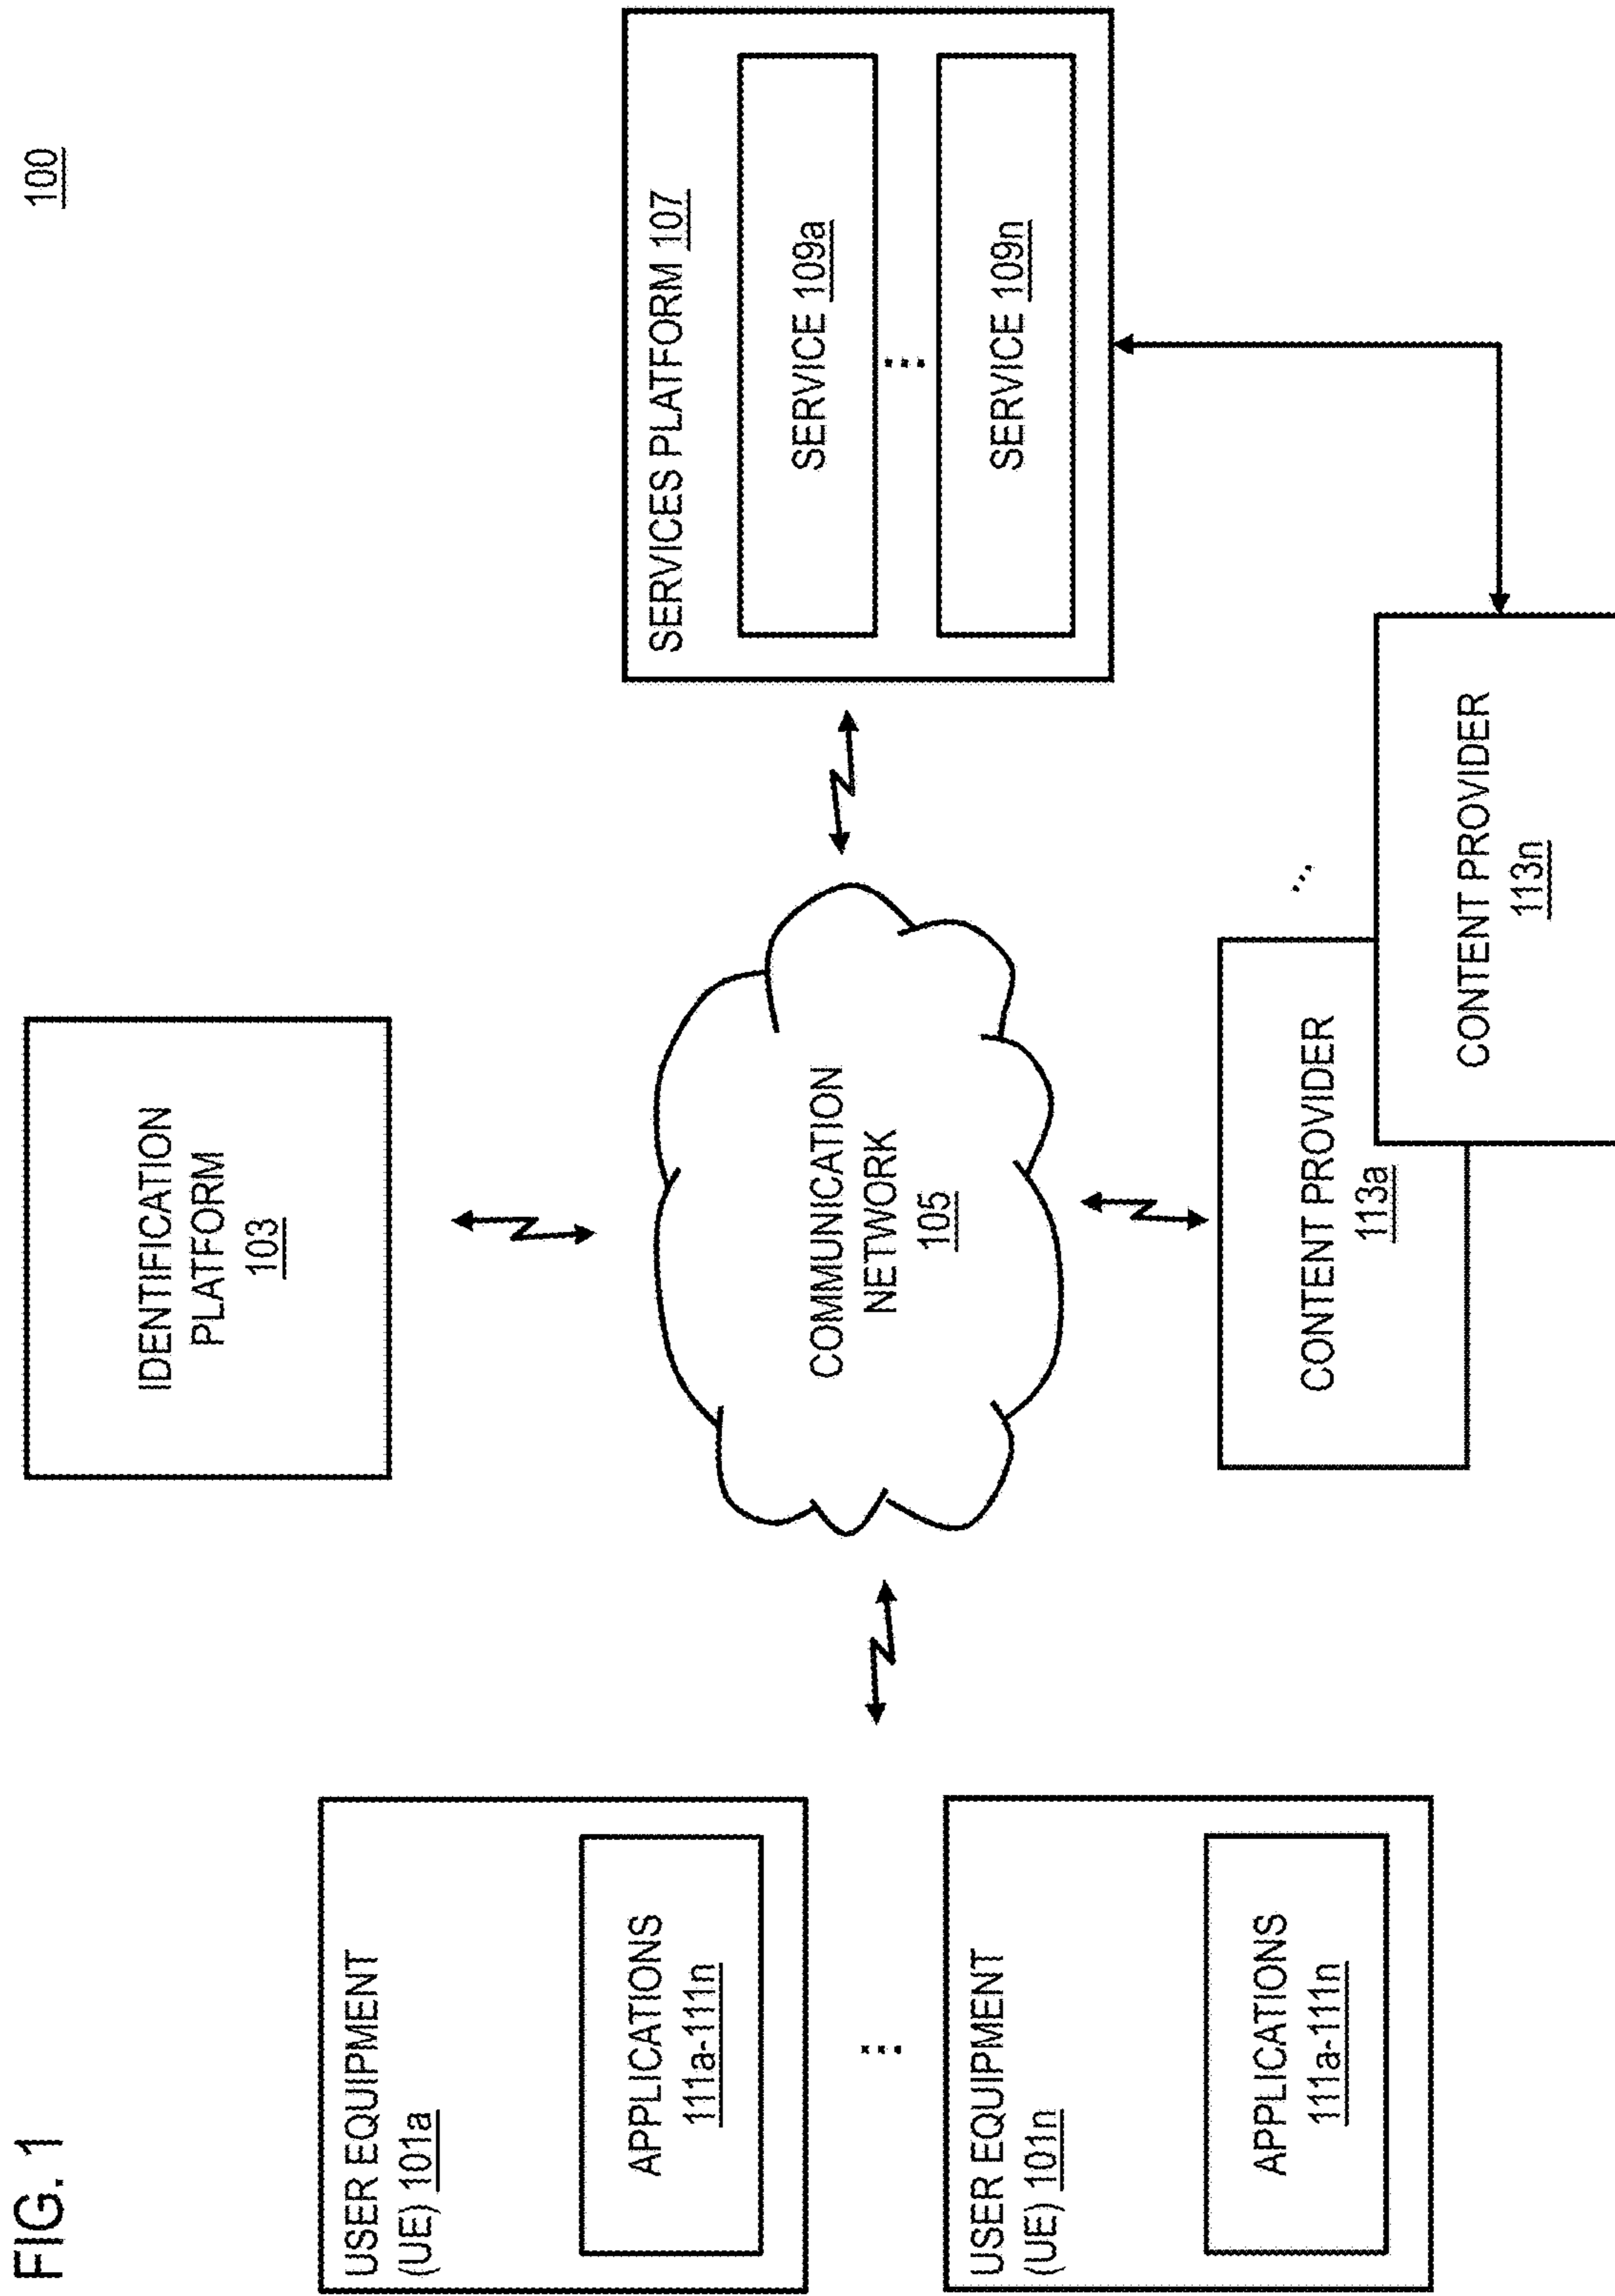 FIG. 1
100
IDENTIFICATION
PLATFORM
103
USER EQUIPMENT
(UE) 101a
APPLICATIONS
111a-111n
...
USER EQUIPMENT
(UE) 101n
APPLICATIONS
111a-111n
COMMUNICATION
NETWORK
105
SERVICES PLATFORM 107
SERVICE 109a
...
SERVICE 109n
CONTENT PROVIDER
113a
...
CONTENT PROVIDER
113n